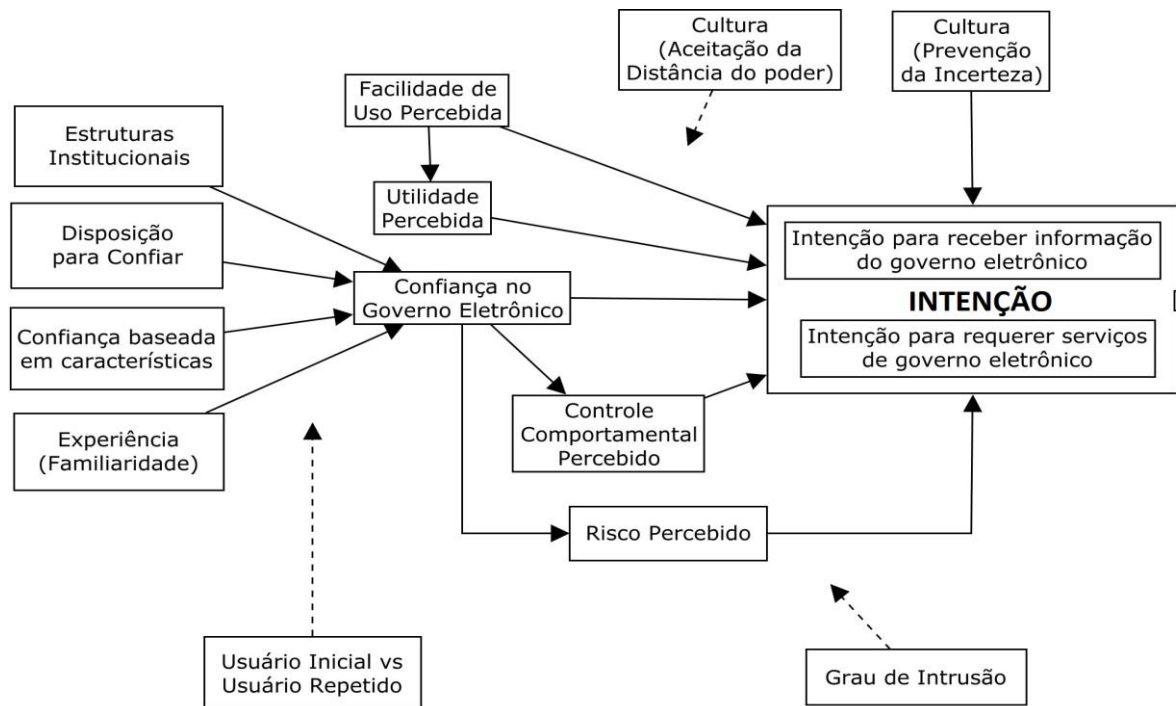 Cultura
(Aceitação da
Distância do poder)
Cultura
(Prevenção
da Incerteza)
Facilidade de
Uso Percebida
Estruturas
Institucionais
Utilidade
Percebida
Disposição
para Confiar
Intenção para receber informação
do governo eletrônico
INTENÇÃO
Intenção para requerer serviços
de governo eletrônico
Confiança no
Governo Eletrônico
Confiança baseada
em características
Controle
Comportamental
Percebido
Experiência
(Familiaridade)
Risco Percebido
Usuário Inicial vs
Usuário Repetido
Grau de Intrusão